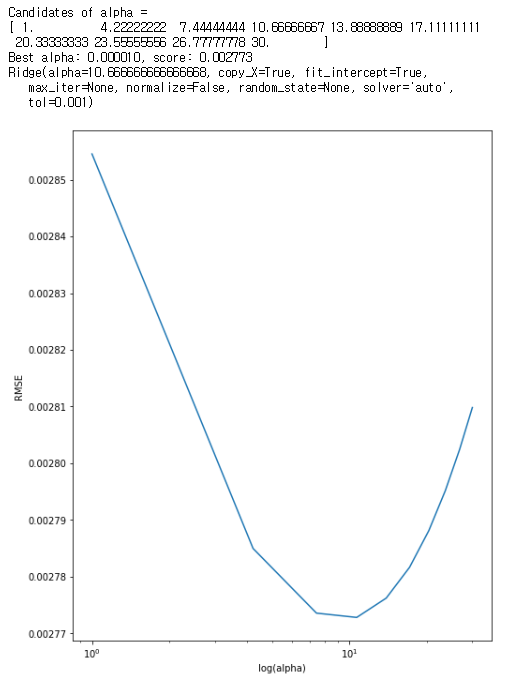 Candidates of alpha =
[ 1.          4.22222222  7.44444444 10.66666667 13.88888889 17.11111111
 20.33333333 23.55555556 26.77777778 30.        ]
Best alpha: 0.000010, score: 0.002773
Ridge(alpha=10.666666666666668, copy_X=True, fit_intercept=True,
   max_iter=None, normalize=False, random_state=None, solver='auto',
   tol=0.001)
0.00285
0.00284
0.00283
0.00282
0.00281
0.00280
0.00279
0.00278
0.00277
RMSE
10⁰ 10¹
log(alpha)